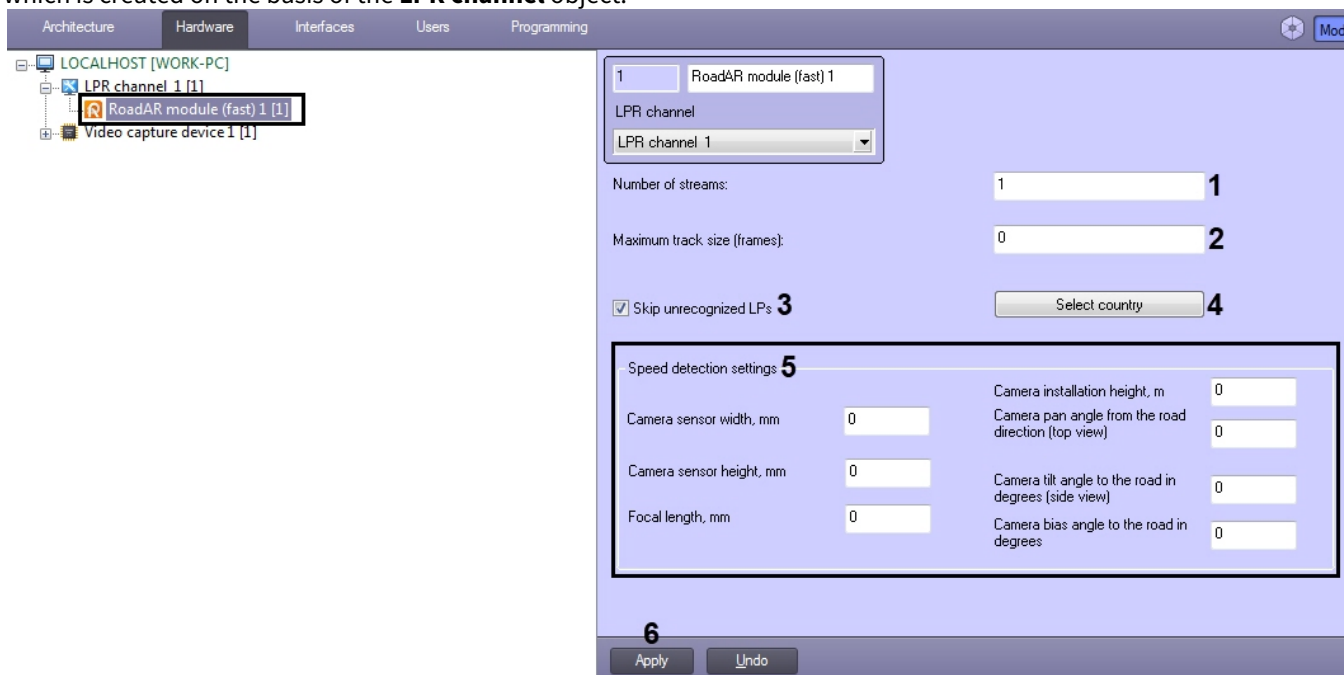 which is created on the basis of the LPR channel object.
Architecture Hardware Interfaces Users Programming
LOCALHOST [WORK-PC]
LPR channel 1 [1]
RoadAR module (fast) 1 [1]
Video capture device 1 [1]
1 RoadAR module (fast) 1
LPR channel
LPR channel 1
Number of streams: 1 1
Maximum track size (frames): 0 2
Skip unrecognized LPs 3 Select country 4
Speed detection settings 5
Camera sensor width, mm 0
Camera sensor height, mm 0
Focal length, mm 0
Camera installation height, m 0
Camera pan angle from the road
direction (top view) 0
Camera tilt angle to the road in
degrees (side view) 0
Camera bias angle to the road in
degrees 0
6
Apply Undo